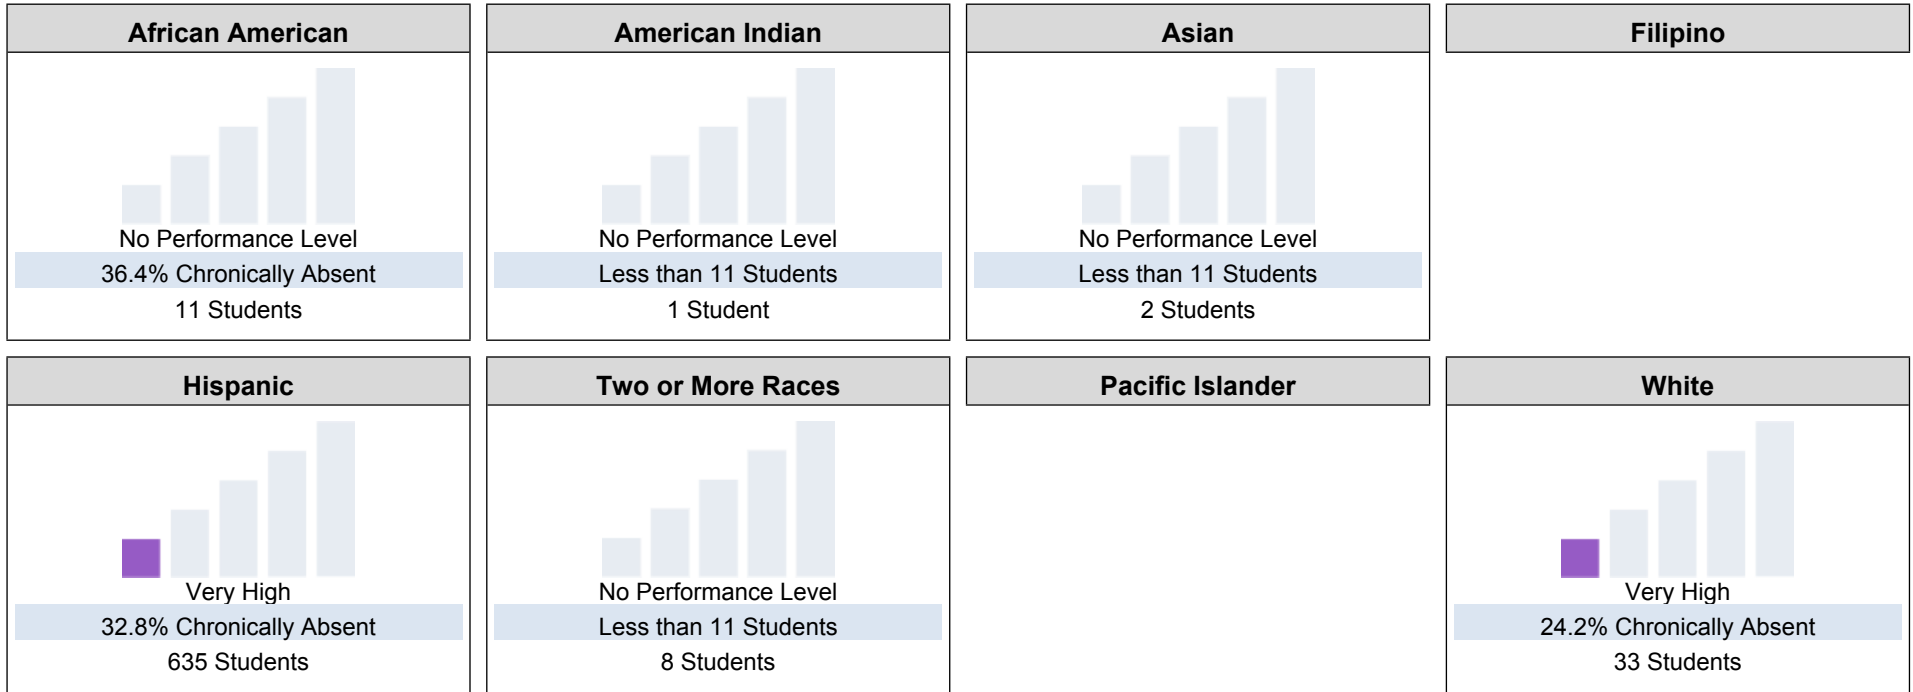 African American
No Performance Level
36.4% Chronically Absent
11 Students
American Indian
No Performance Level
Less than 11 Students
1 Student
Asian
No Performance Level
Less than 11 Students
2 Students
Filipino
Hispanic
Very High
32.8% Chronically Absent
635 Students
Two or More Races
No Performance Level
Less than 11 Students
8 Students
Pacific Islander
White
Very High
24.2% Chronically Absent
33 Students